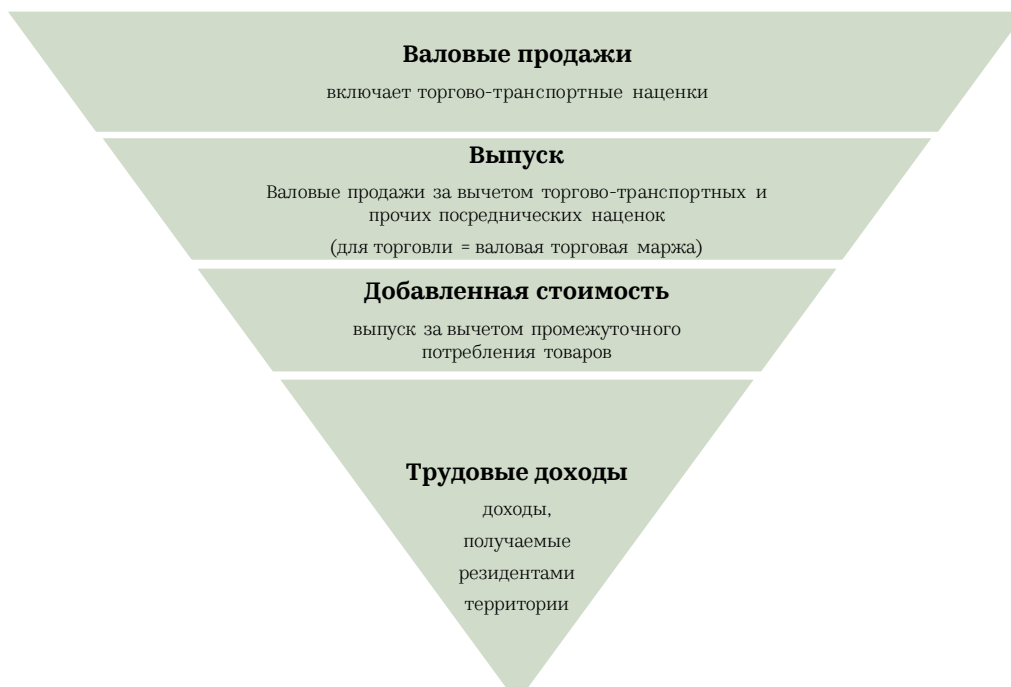 Валовые продажи
включает торгово-транспортные наценки
Выпуск
Валовые продажи за вычетом торгово-транспортных и
прочих посреднических наценок
(для торговли = валовая торговая маржа)
Добавленная стоимость
выпуск за вычетом промежуточного
потребления товаров
Трудовые доходы
доходы,
получаемые
резидентами
территории